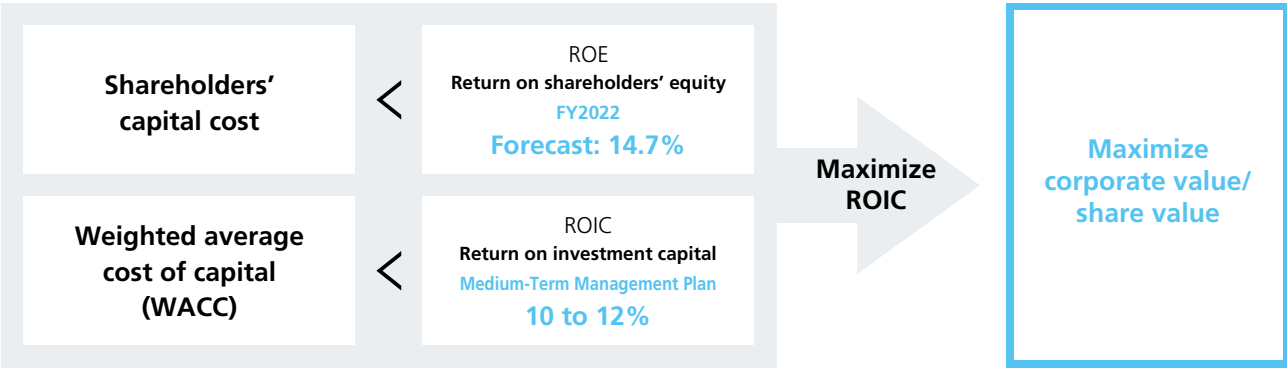 Shareholders’
capital cost
<
ROE
Return on shareholders’ equity
FY2022
Forecast: 14.7%
Weighted average
cost of capital
(WACC)
<
ROIC
Return on investment capital
Medium-Term Management Plan
10 to 12%
Maximize
ROIC
Maximize
corporate value/
share value